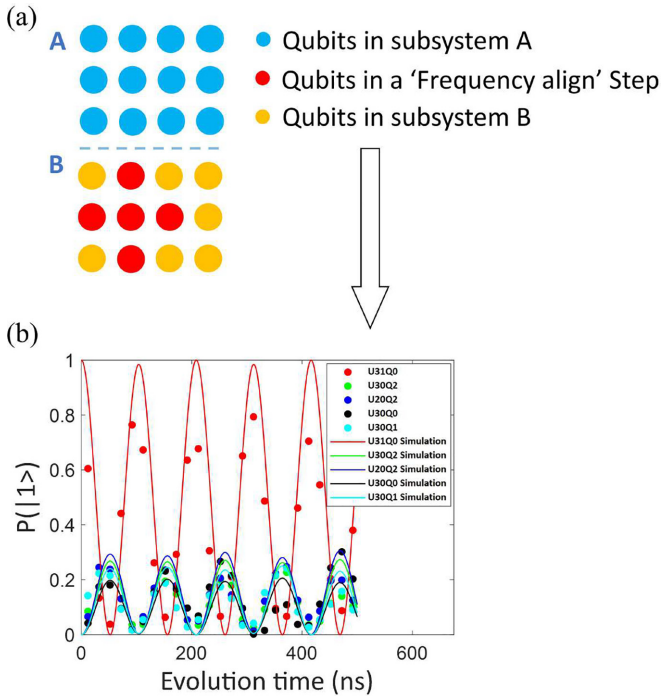 (a)
A
Qubits in subsystem A
Qubits in a ‘Frequency align’ Step
B
Qubits in subsystem B
(b)
P(|1>)
1
0.8
0.6
0.4
0.2
0
U31Q0
U30Q2
U20Q2
U30Q0
U30Q1
U31Q0 Simulation
U30Q2 Simulation
U20Q2 Simulation
U30Q0 Simulation
U30Q1 Simulation
0 200 400 600
Evolution time (ns)